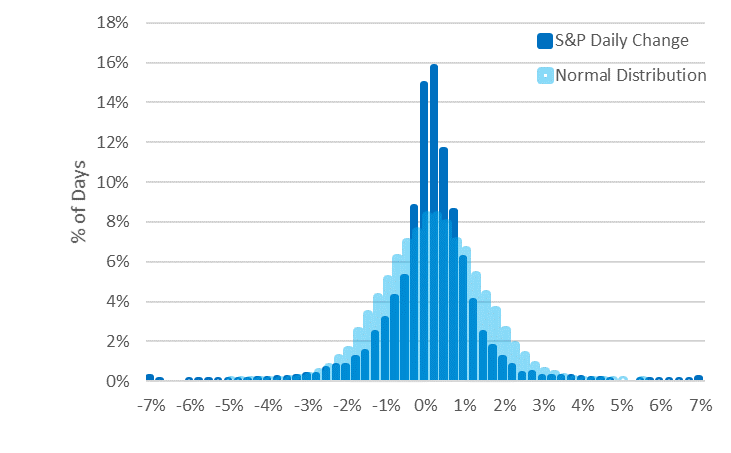 18%
S&P Daily Change
16%
Normal Distribution
14%
12%
% of Days
10%
8%
6%
4%
2%
0%
-7% -6% -5% -4% -3% -2% -1% 0% 1% 2% 3% 4% 5% 6% 7%